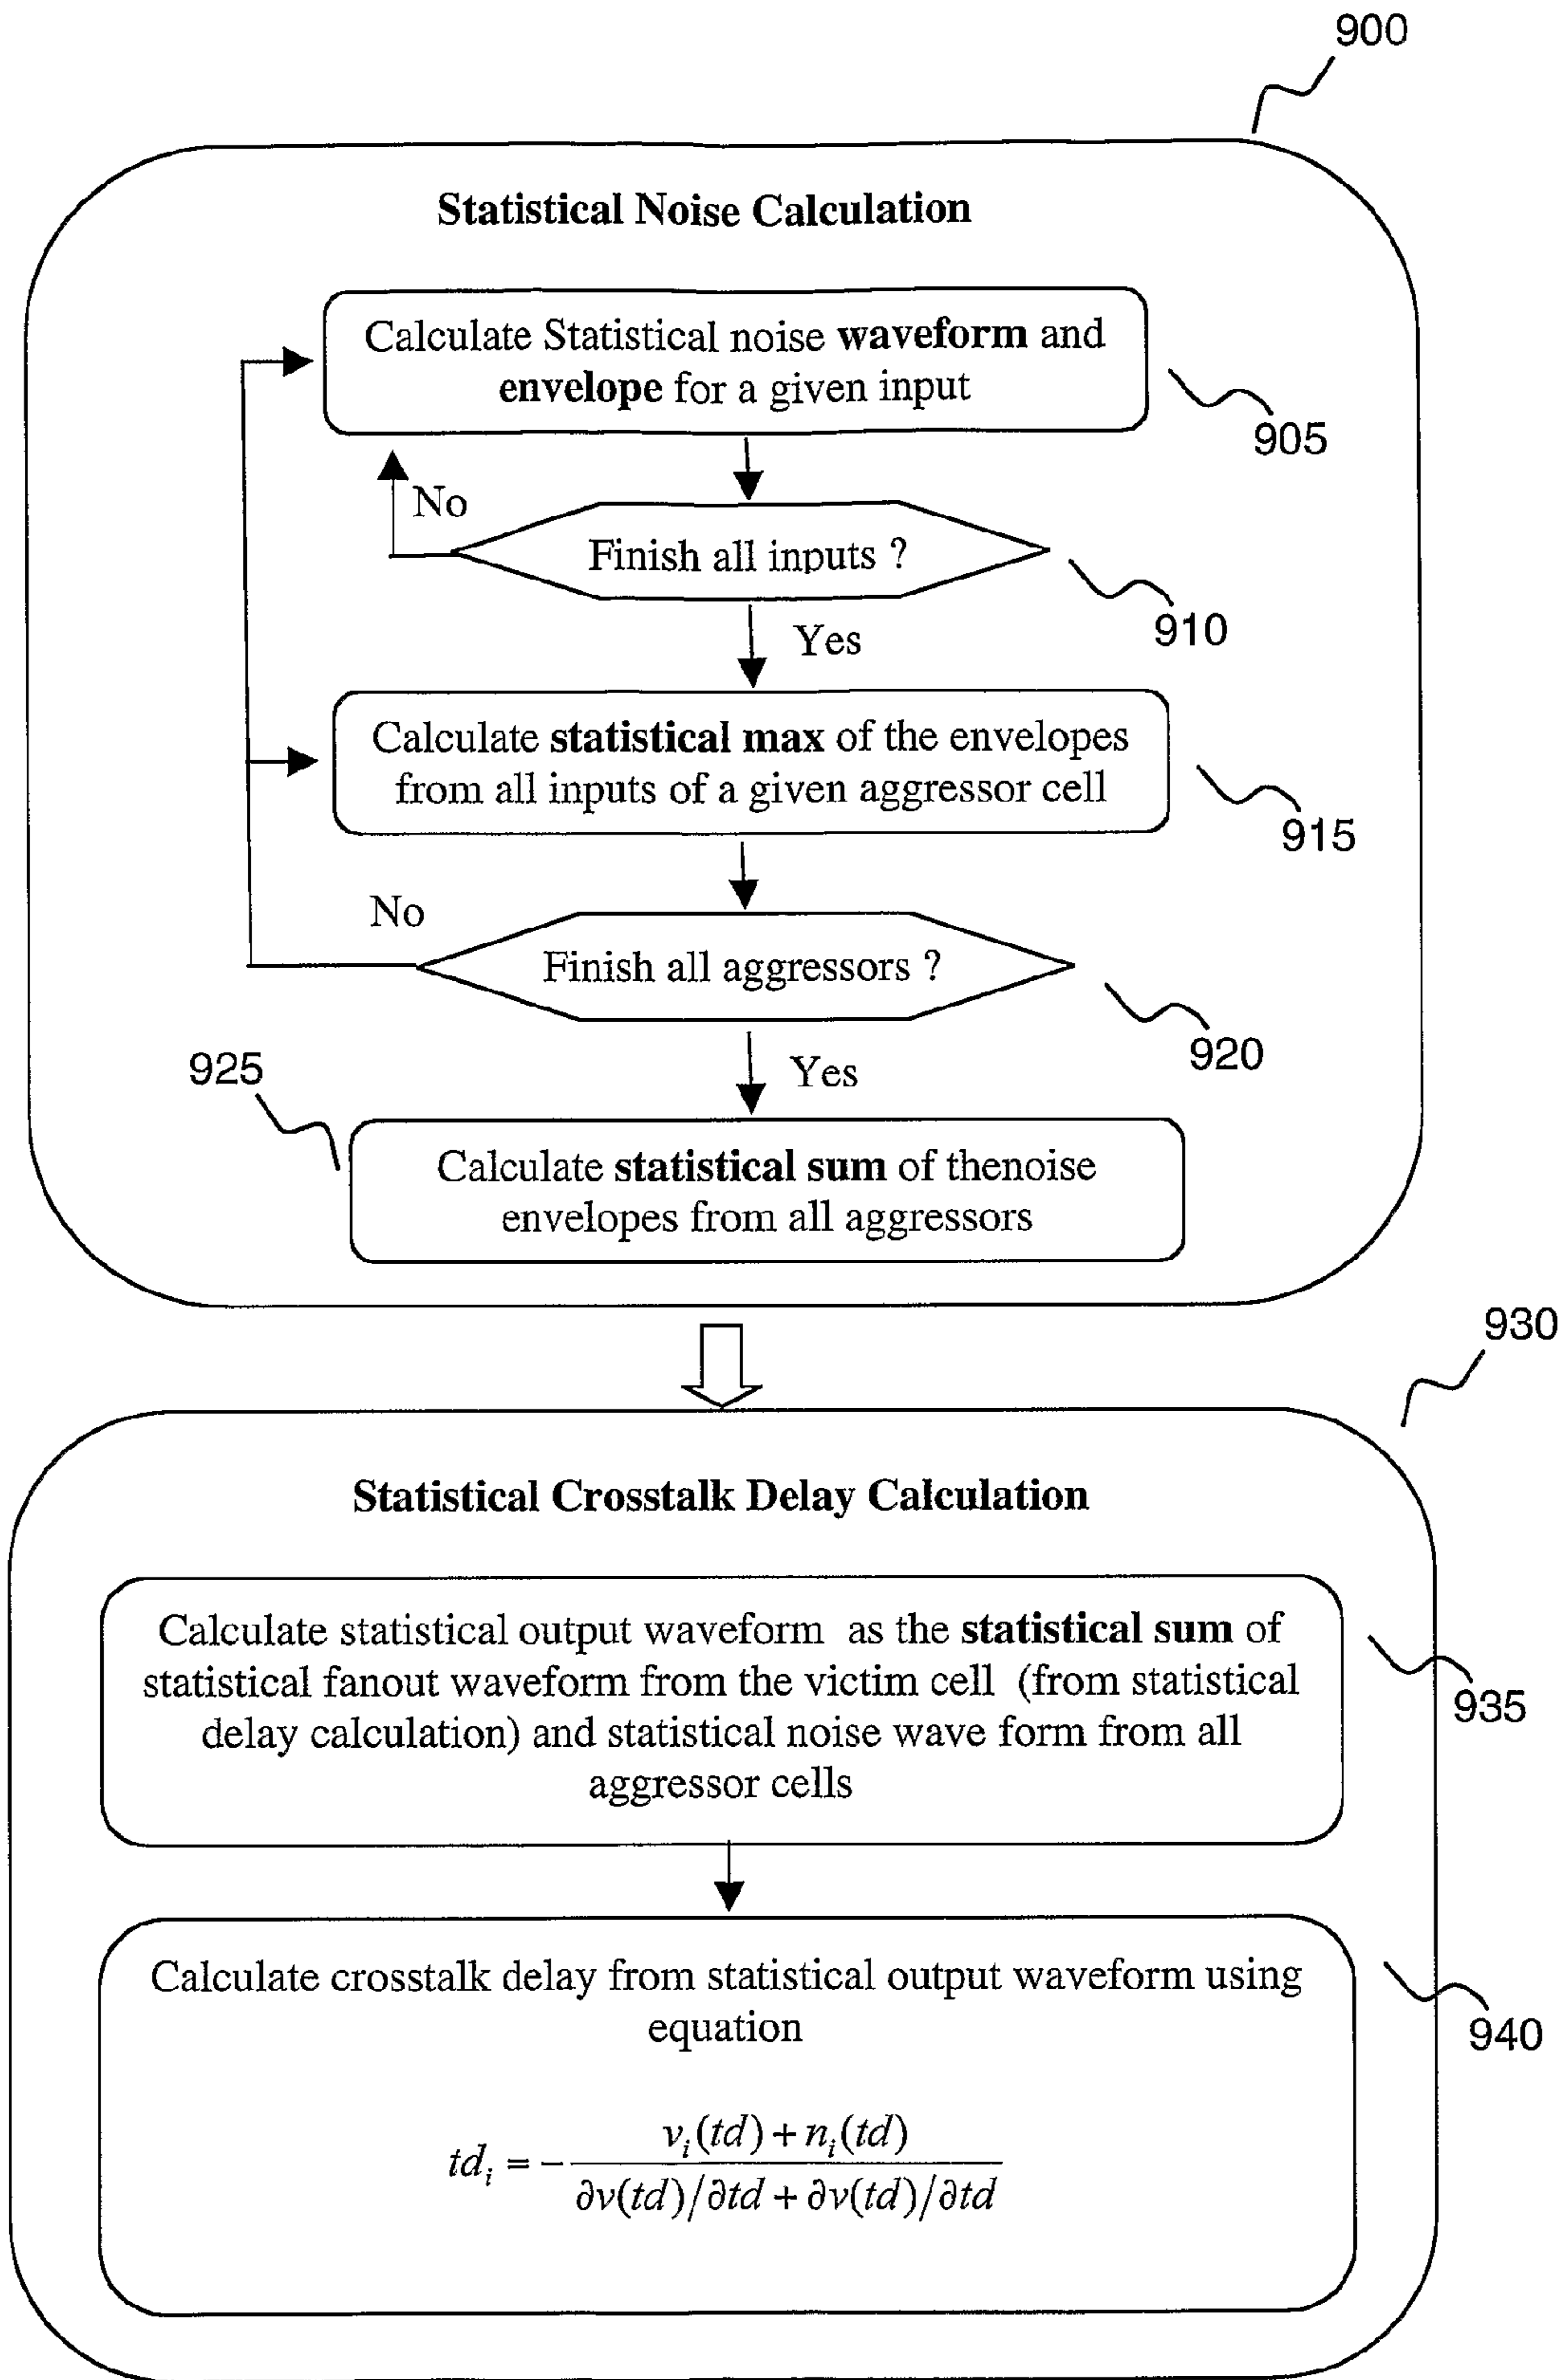 900
Statistical Noise Calculation
Calculate Statistical noise waveform and
envelope for a given input
905
No
Finish all inputs ?
910
Yes
Calculate statistical max of the envelopes
from all inputs of a given aggressor cell
915
No
Finish all aggressors ?
920
925
Yes
Calculate statistical sum of thenoise
envelopes from all aggressors
930
Statistical Crosstalk Delay Calculation
Calculate statistical output waveform as the statistical sum of
statistical fanout waveform from the victim cell (from statistical
delay calculation) and statistical noise wave form from all
aggressor cells
935
Calculate crosstalk delay from statistical output waveform using
equation
940
td_i = - (v_i(td) + n_i(td)) / (∂v(td)/∂td + ∂v(td)/∂td)